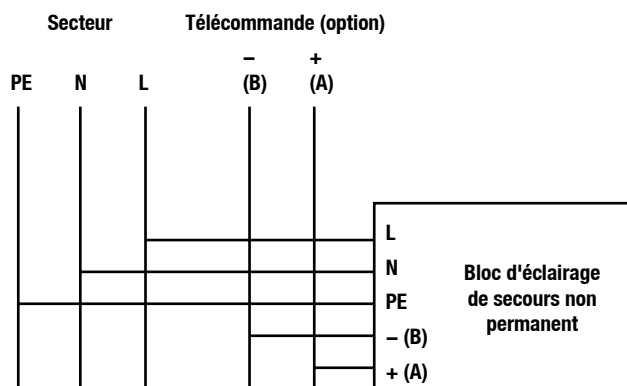 Secteur
Télécommande (option)
PE
N
L
–
(B)
+
(A)
L
N
PE
– (B)
+ (A)
Bloc d'éclairage
de secours non
permanent